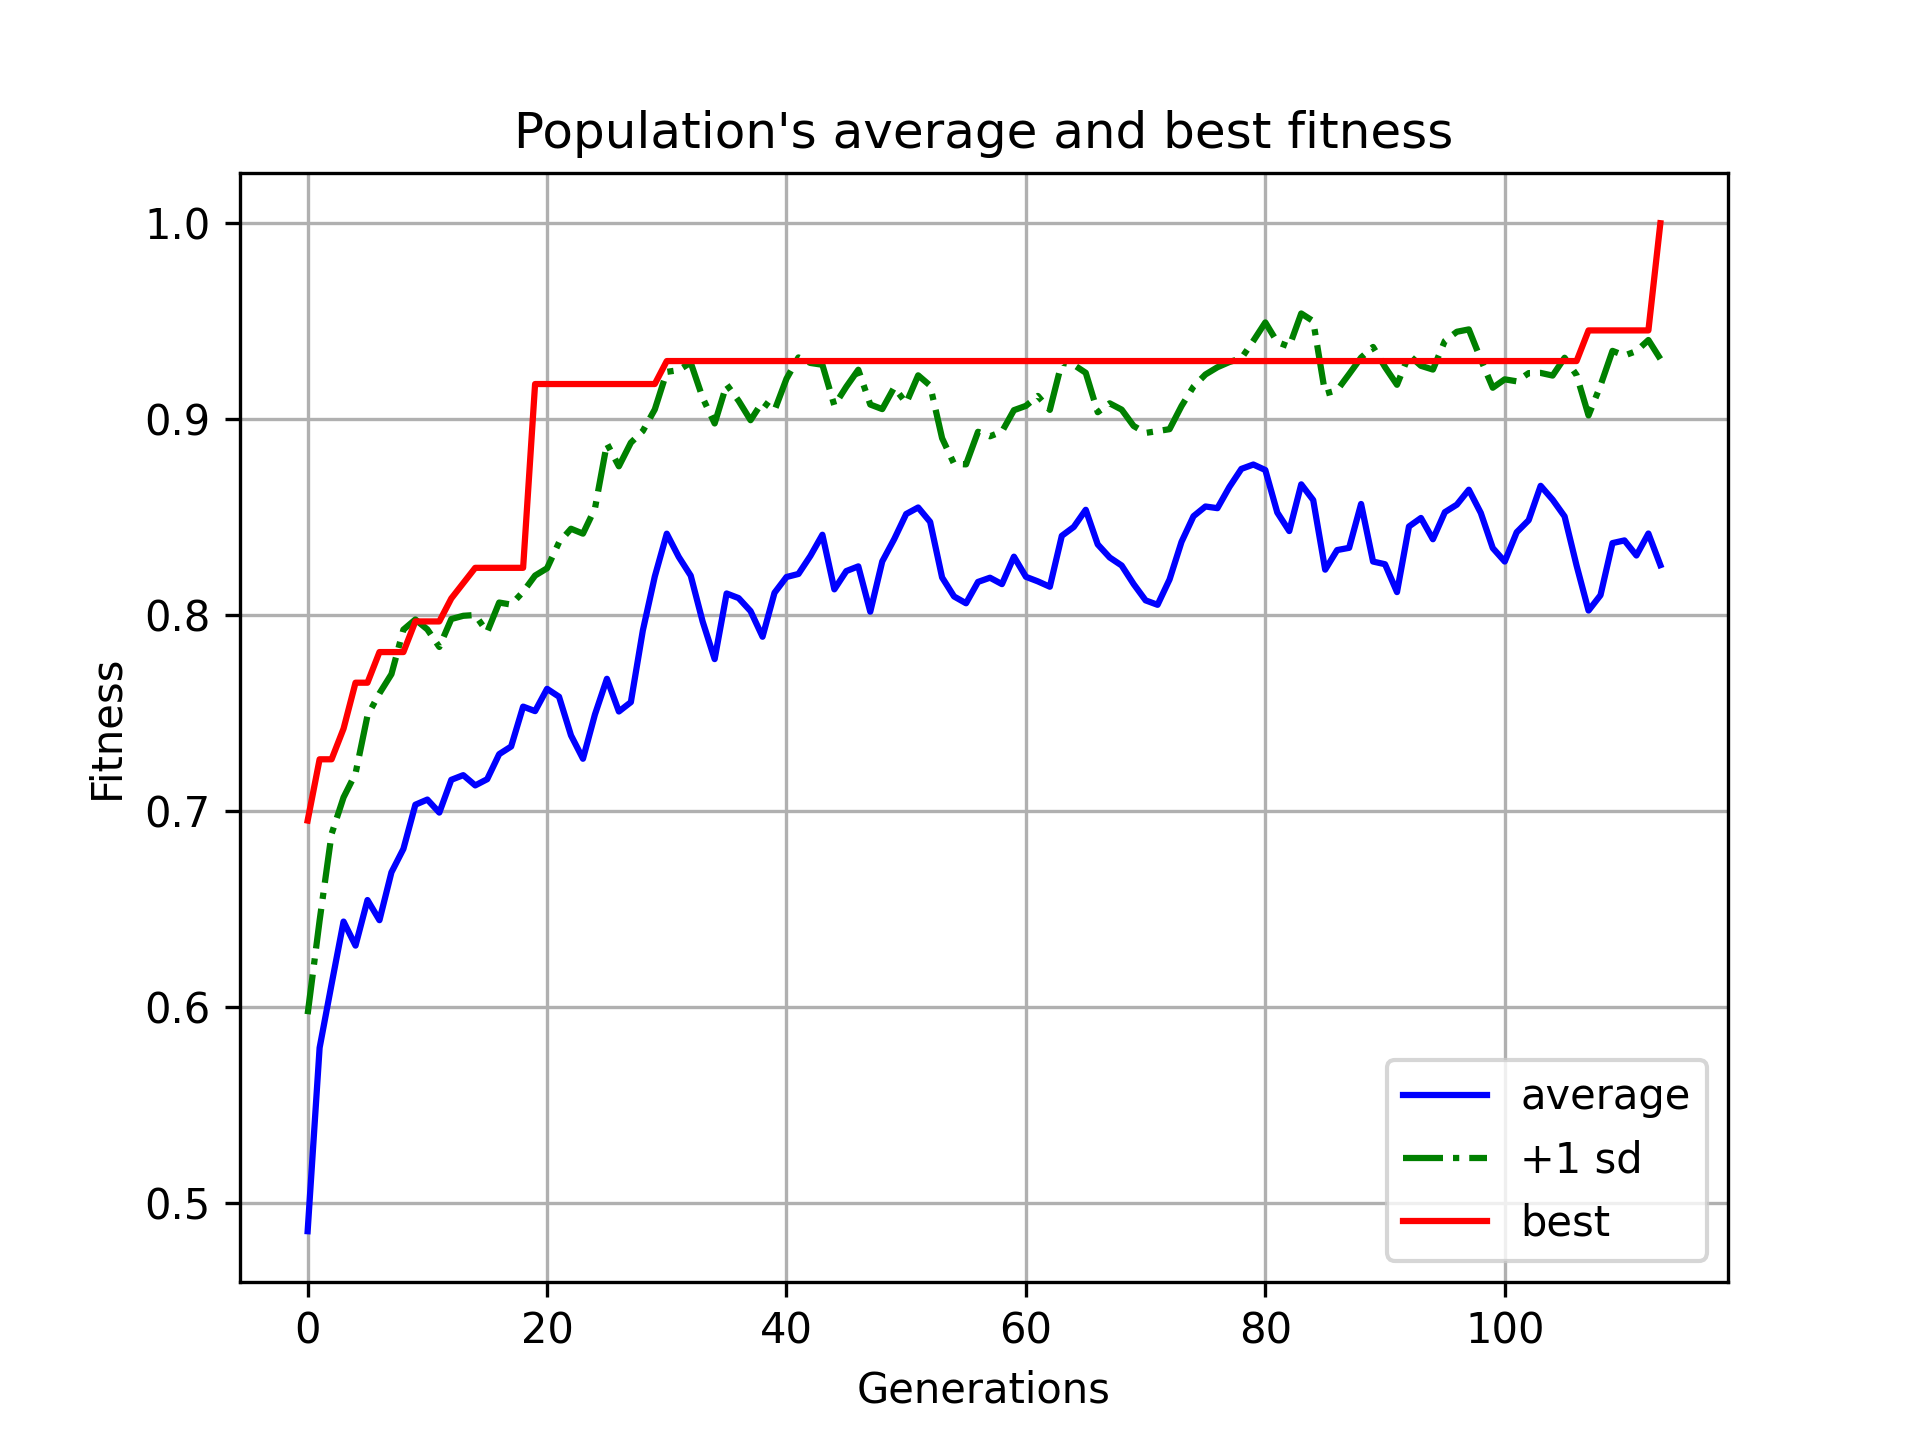 Population's average and best fitness
1.0
0.9
0.8
0.7
0.6
0.5
Fitness
0 20 40 60 80 100
Generations
average
+1 sd
best